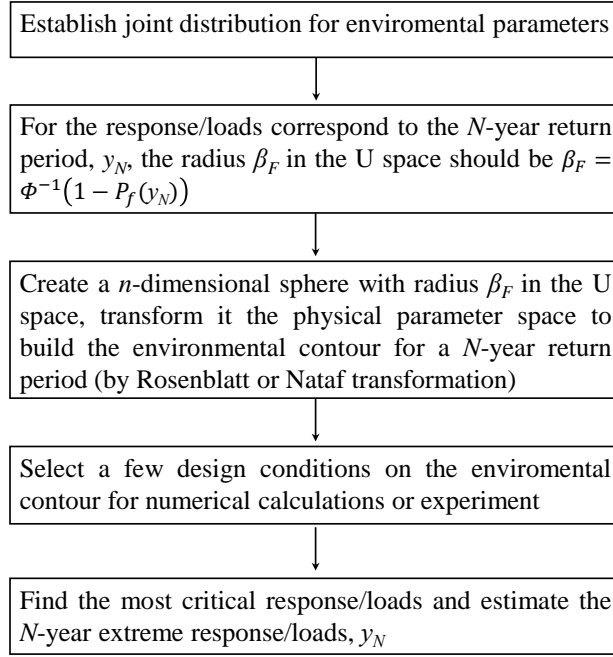 Establish joint distribution for enviromental parameters
For the response/loads correspond to the N-year return
period, y_N, the radius β_F in the U space should be β_F =
Φ⁻¹(1 − P_f(y_N))
Create a n-dimensional sphere with radius β_F in the U
space, transform it the physical parameter space to
build the environmental contour for a N-year return
period (by Rosenblatt or Nataf transformation)
Select a few design conditions on the enviromental
contour for numerical calculations or experiment
Find the most critical response/loads and estimate the
N-year extreme response/loads, y_N